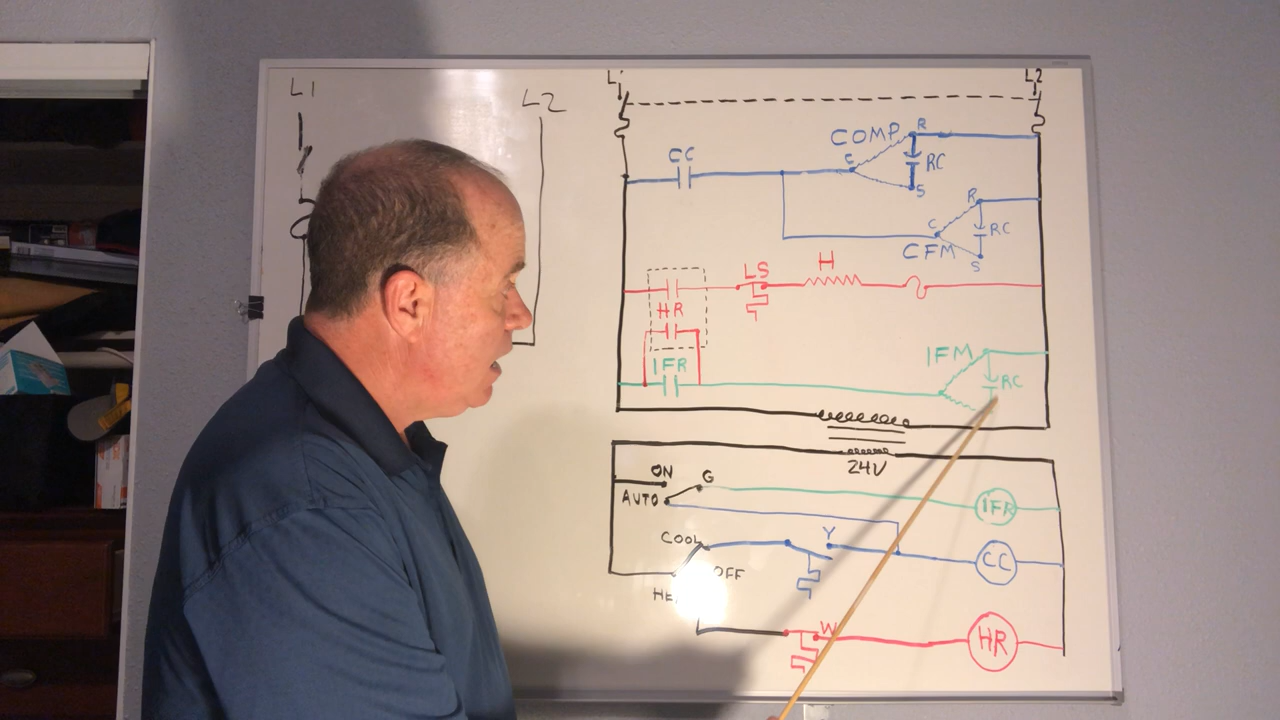 L1
L2
L1
L2
COMP
R
CC
C
RC
S
R
C
RC
CFM
S
LS
H
HR
IFR
IFM
RC
24V
ON
G
AUTO
IFR
COOL
Y
CC
OFF
W
HR